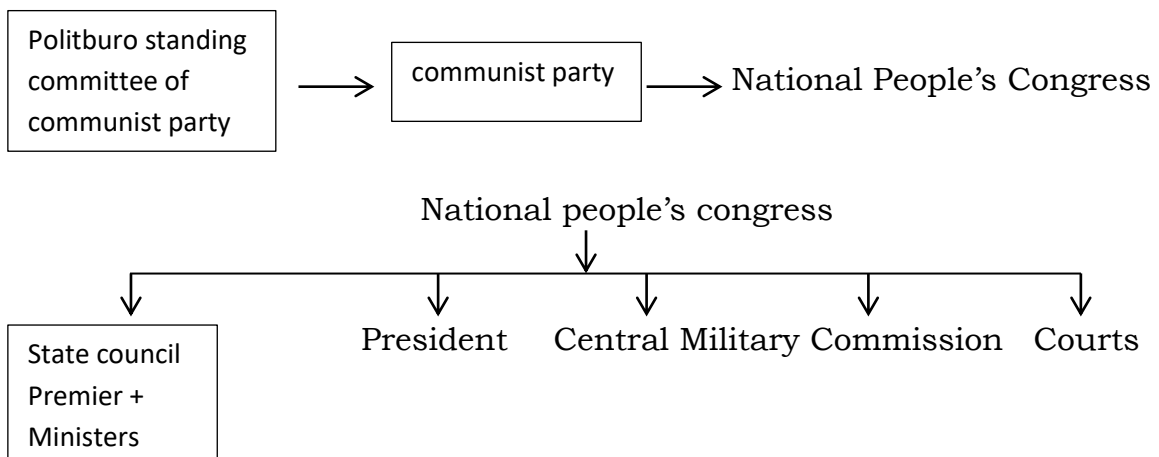 Politburo standing
committee of
communist party
communist party
National People’s Congress
National people’s congress
State council
Premier +
Ministers
President
Central Military Commission
Courts